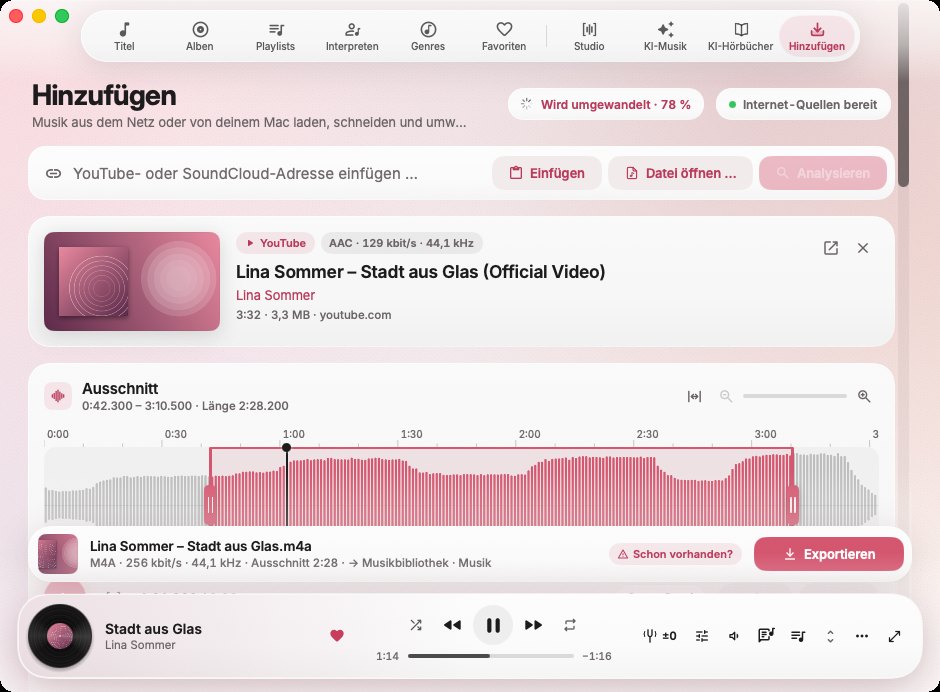 Titel
Alben
Playlists
Interpreten
Genres
Favoriten
Studio
KI-Musik
KI-Hörbücher
Hinzufügen
Hinzufügen
Musik aus dem Netz oder von deinem Mac laden, schneiden und umw...
Wird umgewandelt · 78 %
Internet-Quellen bereit
YouTube- oder SoundCloud-Adresse einfügen ...
Einfügen
Datei öffnen ...
Analysieren
YouTube
AAC · 129 kbit/s · 44,1 kHz
Lina Sommer – Stadt aus Glas (Official Video)
Lina Sommer
3:32 · 3,3 MB · youtube.com
Ausschnitt
0:42.300 – 3:10.500 · Länge 2:28.200
0:00 0:30 1:00 1:30 2:00 2:30 3:00 3
Lina Sommer – Stadt aus Glas.m4a
M4A · 256 kbit/s · 44,1 kHz · Ausschnitt 2:28 · → Musikbibliothek · Musik
Schon vorhanden?
Exportieren
Stadt aus Glas
Lina Sommer
1:14
−1:16
±0